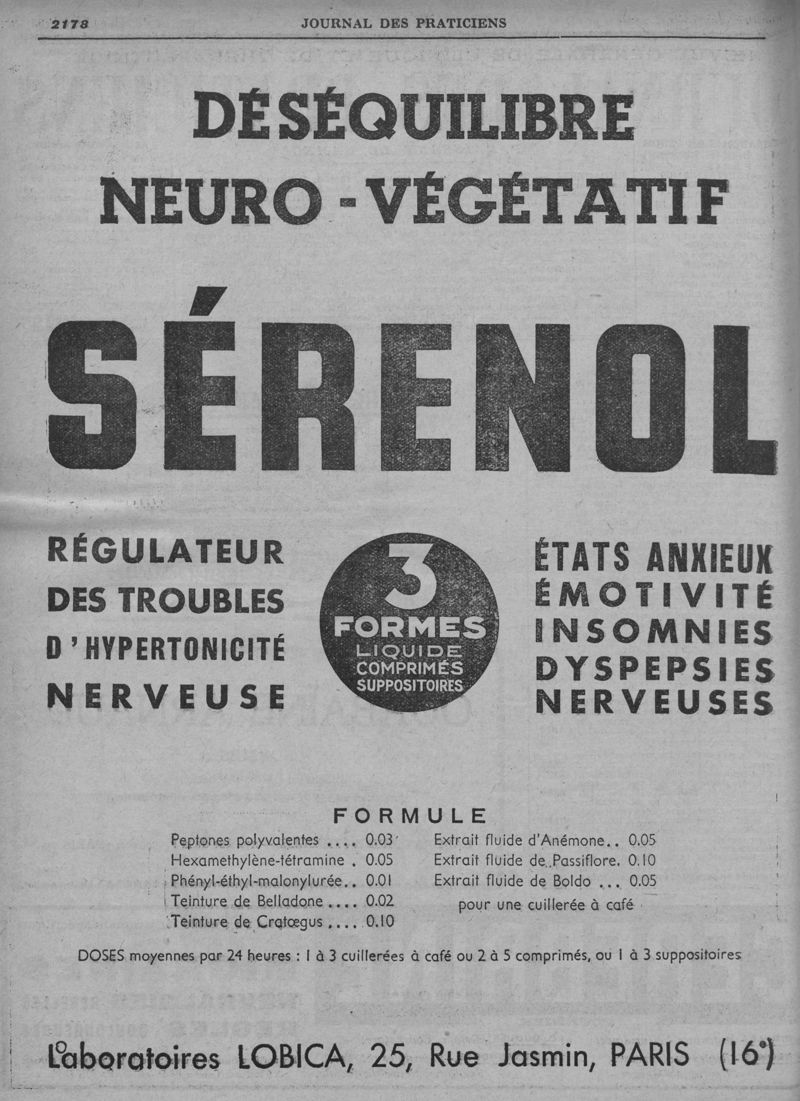 2178
JOURNAL DES PRATICIENS
DÉSÉQUILIBRE
NEURO - VÉGÉTATIF
SÉRENOL
RÉGULATEUR
DES TROUBLES
D'HYPERTONICITÉ
NERVEUSE
3
FORMES
LIQUIDE
COMPRIMÉS
SUPPOSITOIRES
ÉTATS ANXIEUX
ÉMOTIVITÉ
INSOMNIES
DYSPEPSIES
NERVEUSES
FORMULE
Peptones polyvalentes .... 0.03
Hexamethylène-tétramine . 0.05
Phényl-éthyl-malonylurée.. 0.01
Teinture de Belladone .... 0.02
Teinture de Cratœgus .... 0.10
Extrait fluide d'Anémone.. 0.05
Extrait fluide de Passiflore. 0.10
Extrait fluide de Boldo ... 0.05
pour une cuillerée à café
DOSES moyennes par 24 heures : 1 à 3 cuillerées à café ou 2 à 5 comprimés, ou 1 à 3 suppositoires
Laboratoires LOBICA, 25, Rue Jasmin, PARIS (16e)